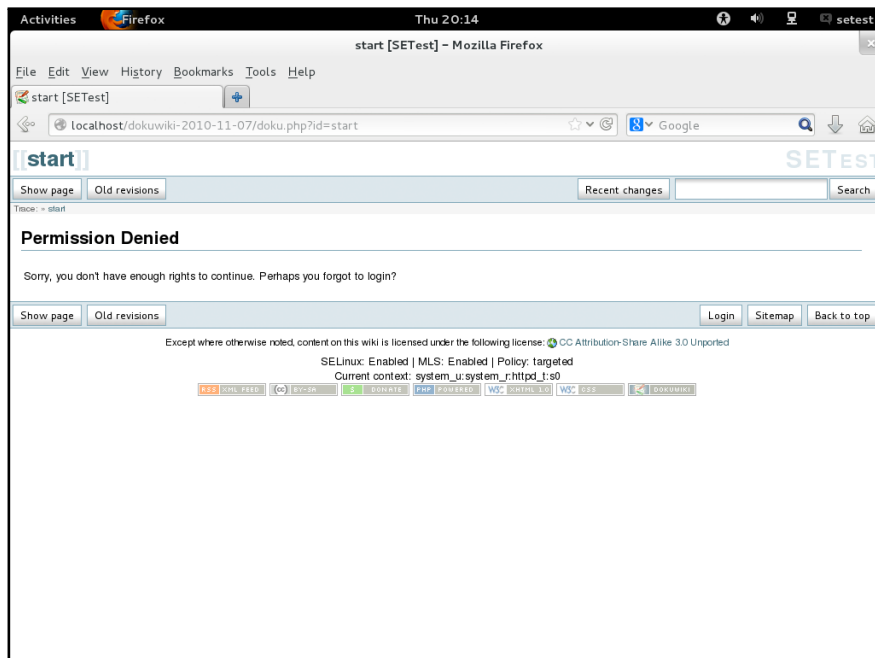 Activities Firefox Thu 20:14 setest
start [SETest] – Mozilla Firefox
File Edit View History Bookmarks Tools Help
start [SETest]
localhost/dokuwiki-2010-11-07/doku.php?id=start Google
[[start]] SETEST
Show page Old revisions Recent changes Search
Trace: » start
Permission Denied
Sorry, you don't have enough rights to continue. Perhaps you forgot to login?
Show page Old revisions Login Sitemap Back to top
Except where otherwise noted, content on this wiki is licensed under the following license: CC Attribution-Share Alike 3.0 Unported
SELinux: Enabled | MLS: Enabled | Policy: targeted
Current context: system_u:system_r:httpd_t:s0
RSS XML FEED (cc) BY-SA $ DONATE PHP POWERED W3C XHTML 1.0 W3C CSS DOKUWIKI